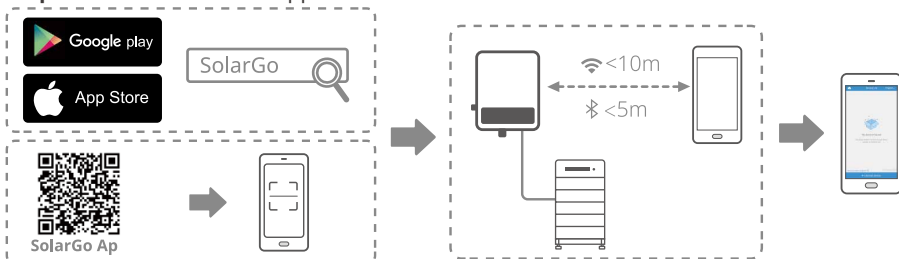 Google play
SolarGo
App Store
<10m
<5m
SolarGo Ap